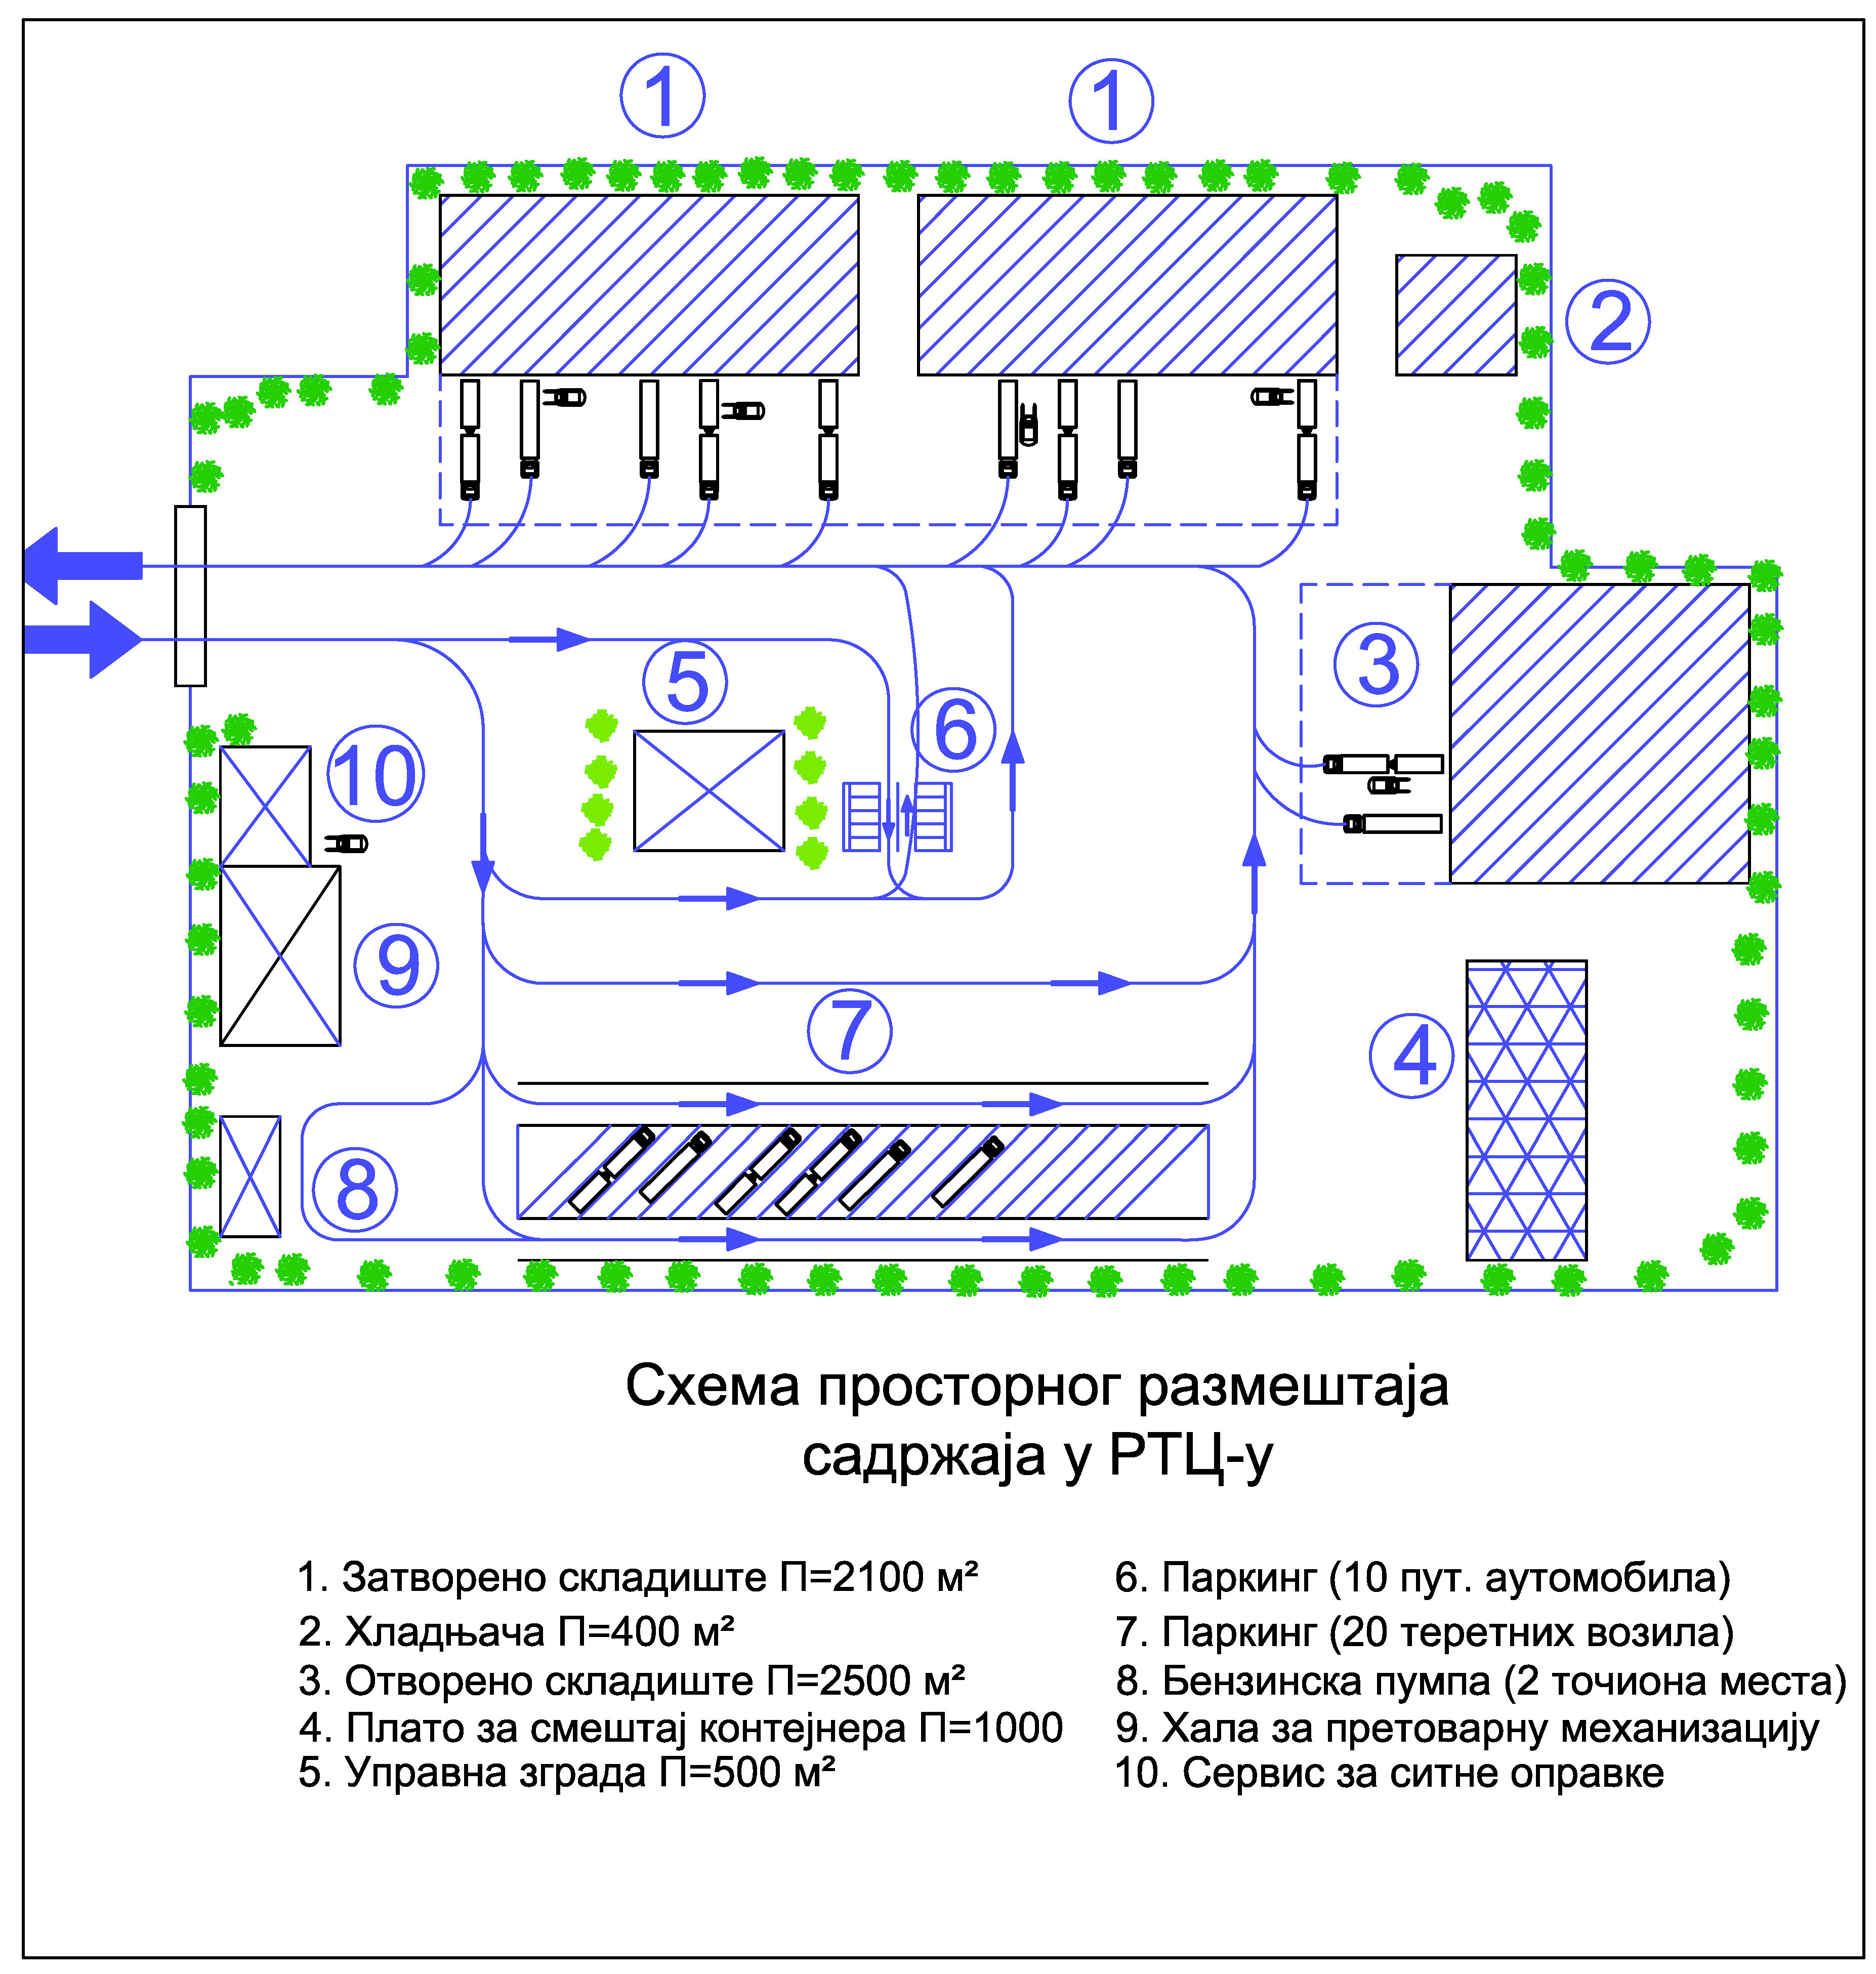 1
1
2
3
5
6
10
9
7
4
8
Схема просторног размештаја
садржаја у РТЦ-у
1. Затворено складиште П=2100 м²
2. Хладњача П=400 м²
3. Отворено складиште П=2500 м²
4. Плато за смештај контејнера П=1000
5. Управна зграда П=500 м²
6. Паркинг (10 пут. аутомобила)
7. Паркинг (20 теретних возила)
8. Бензинска пумпа (2 точиона места)
9. Хала за претоварну механизацију
10. Сервис за ситне оправке